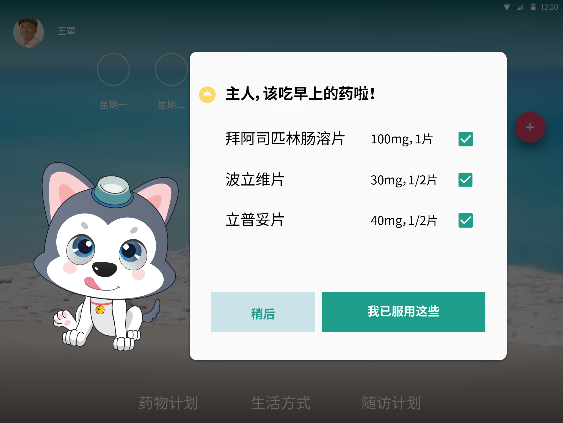 12:30
王军
星期一
星期二
主人，该吃早上的药啦！
拜阿司匹林肠溶片 100mg，1片
波立维片 30mg，1/2片
立普妥片 40mg，1/2片
稍后
我已服用这些
药物计划
生活方式
随访计划